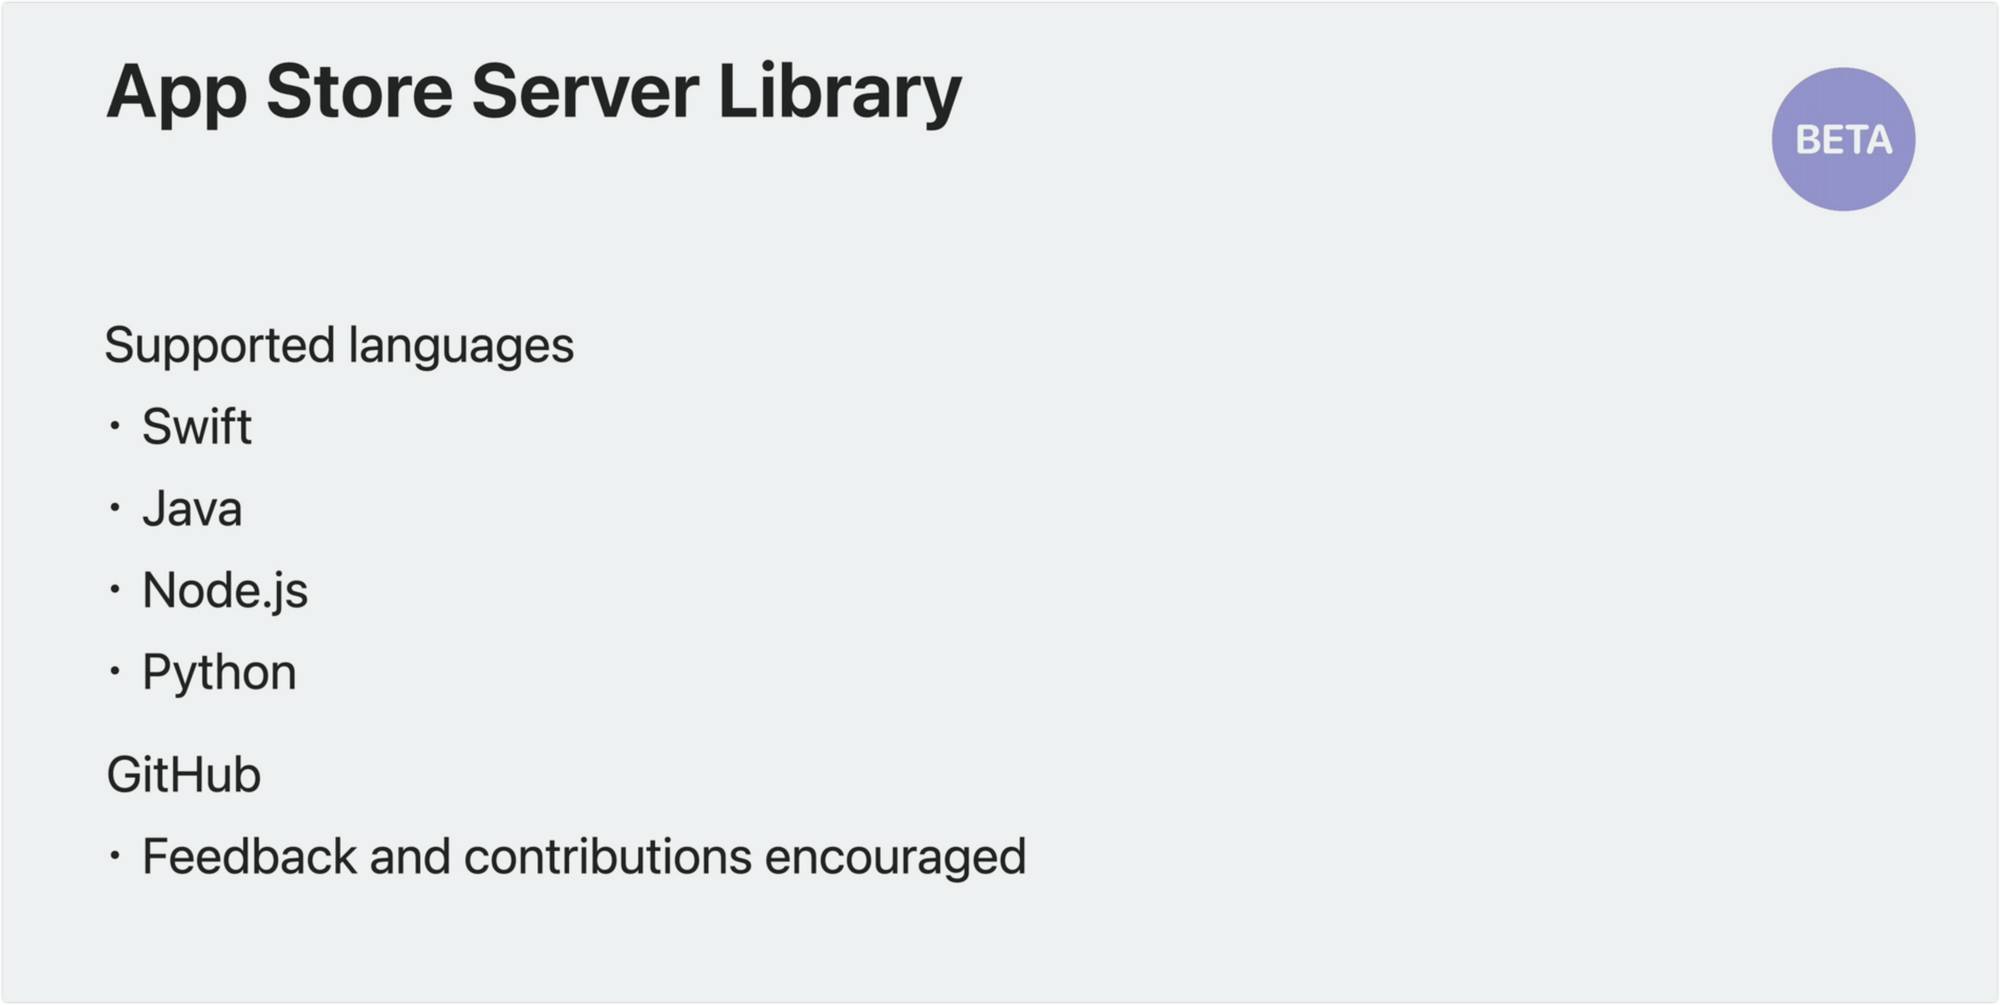 App Store Server Library
BETA
Supported languages
• Swift
• Java
• Node.js
• Python
GitHub
• Feedback and contributions encouraged